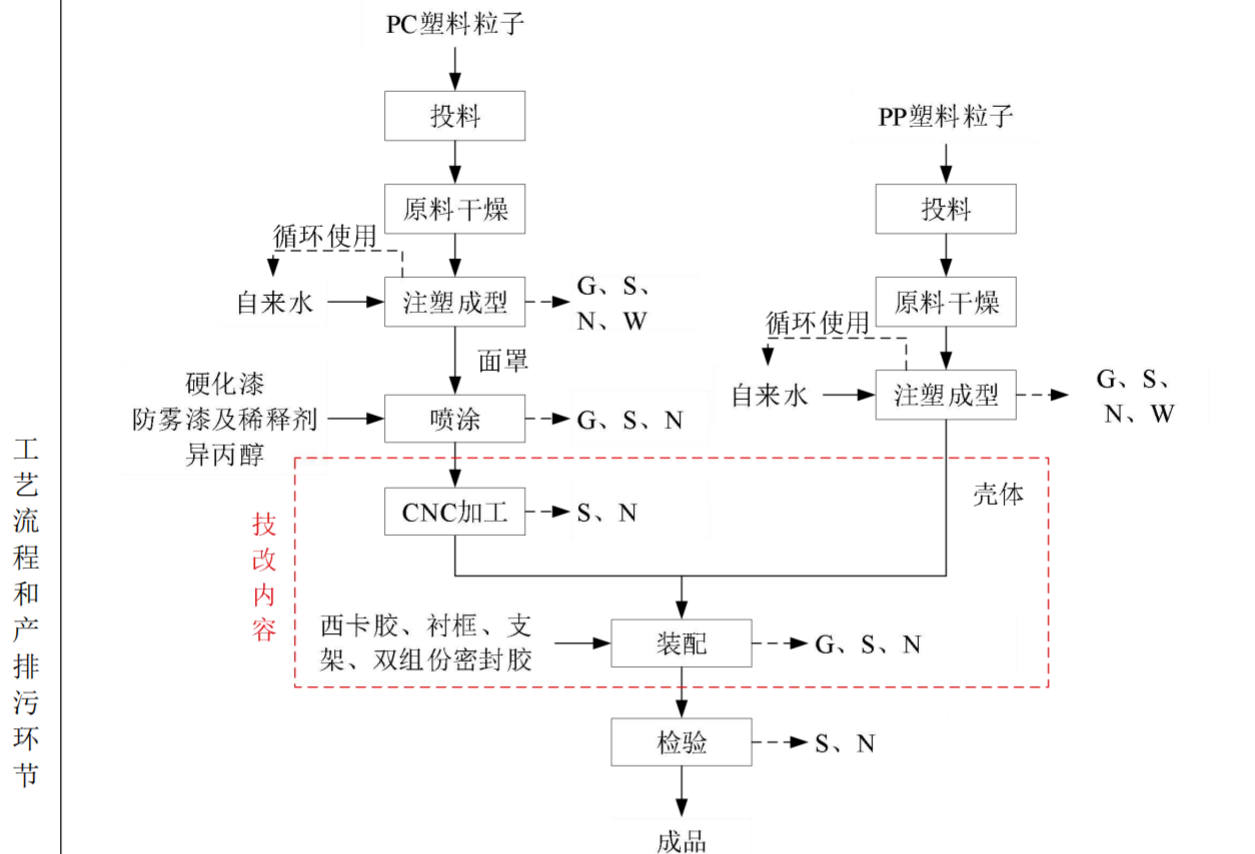 PC塑料粒子
投料
原料干燥
循环使用
自来水
注塑成型
G、S、
N、W
面罩
硬化漆
防雾漆及稀释剂
异丙醇
喷涂
G、S、N
CNC加工
S、N
PP塑料粒子
投料
原料干燥
循环使用
自来水
注塑成型
G、S、
N、W
壳体
技改内容
西卡胶、衬框、支
架、双组份密封胶
装配
G、S、N
检验
S、N
成品
工艺流程和产排污环节